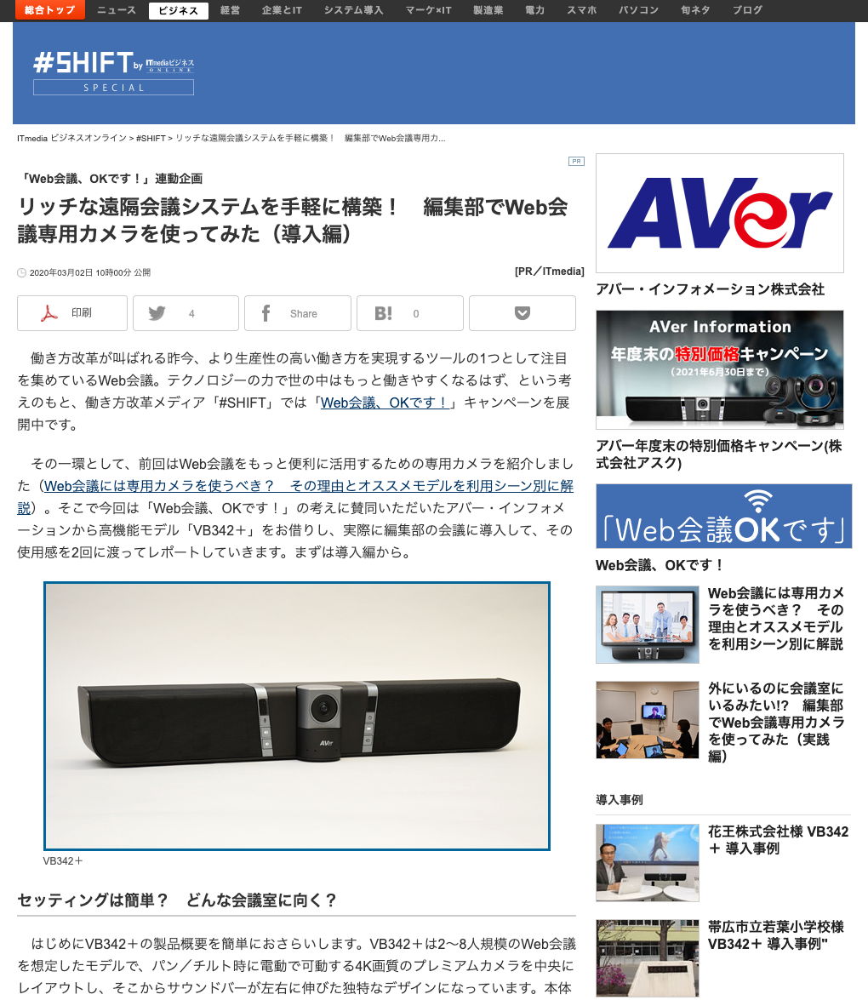 総合トップ ニュース ビジネス 経営 企業とIT システム導入 マーケ×IT 製造業 電力 スマホ パソコン 旬ネタ ブログ
#SHIFT by ITmediaビジネス ONLINE
SPECIAL
ITmedia ビジネスオンライン > #SHIFT > リッチな遠隔会議システムを手軽に構築！　編集部でWeb会議専用カ...
PR
「Web会議、OKです！」連動企画
リッチな遠隔会議システムを手軽に構築！　編集部でWeb会
議専用カメラを使ってみた（導入編）
2020年03月02日 10時00分 公開
[PR／ITmedia]
印刷 4 Share B! 0
　働き方改革が叫ばれる昨今、より生産性の高い働き方を実現するツールの1つとして注目
を集めているWeb会議。テクノロジーの力で世の中はもっと働きやすくなるはず、という考
えのもと、働き方改革メディア「#SHIFT」では「Web会議、OKです！」キャンペーンを展
開中です。
　その一環として、前回はWeb会議をもっと便利に活用するための専用カメラを紹介しまし
た（Web会議には専用カメラを使うべき？　その理由とオススメモデルを利用シーン別に解
説）。そこで今回は「Web会議、OKです！」の考えに賛同いただいたアバー・インフォメ
ーションから高機能モデル「VB342＋」をお借りし、実際に編集部の会議に導入して、その
使用感を2回に渡ってレポートしていきます。まずは導入編から。
AVer
VB342＋
セッティングは簡単？　どんな会議室に向く？
　はじめにVB342＋の製品概要を簡単におさらいします。VB342＋は2～8人規模のWeb会議
を想定したモデルで、パン／チルト時に電動で可動する4K画質のプレミアムカメラを中央に
レイアウトし、そこからサウンドバーが左右に伸びた独特なデザインになっています。本体
AVer
アバー・インフォメーション株式会社
AVer Information
年度末の特別価格キャンペーン
（2021年6月30日まで）
アバー年度末の特別価格キャンペーン(株
式会社アスク)
「Web会議OKです」
Web会議、OKです！
Web会議には専用カメ
ラを使うべき？　その
理由とオススメモデル
を利用シーン別に解説
外にいるのに会議室に
いるみたい!?　編集部
でWeb会議専用カメラ
を使ってみた（実践
編）
導入事例
花王株式会社様 VB342
＋ 導入事例
帯広市立若葉小学校様
VB342＋ 導入事例"